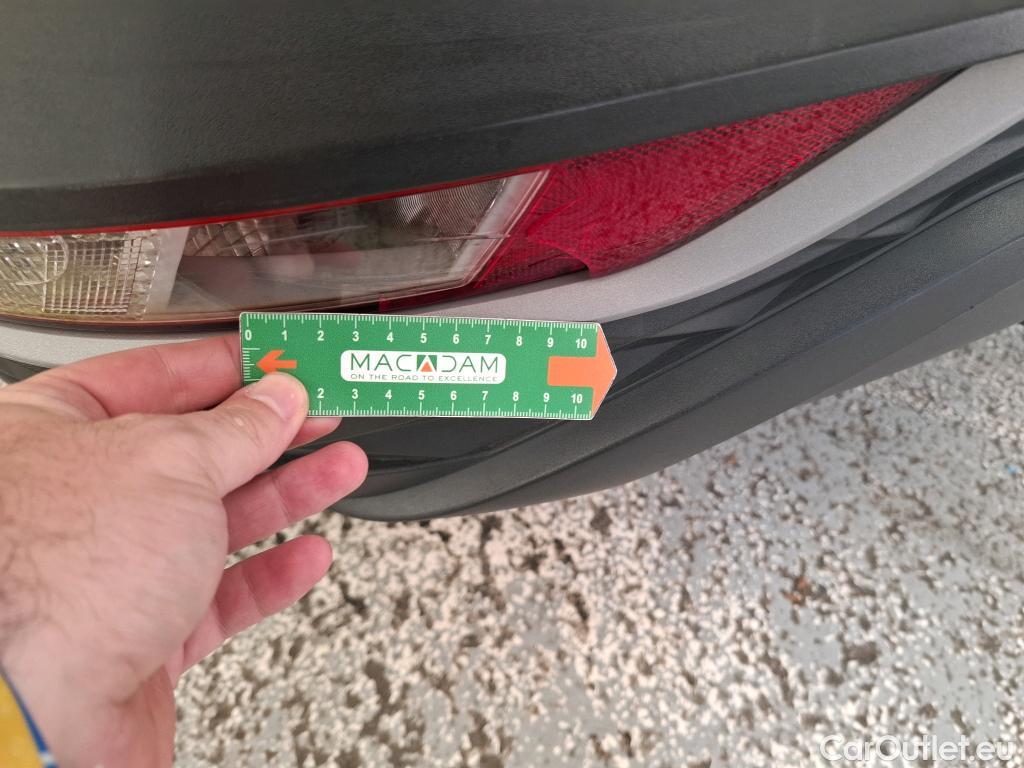 0 1 2 3 4 5 6 7 8 9 10
MACADAM
ON THE ROAD TO EXCELLENCE
2 3 4 5 6 7 8 9 10
CarOutlet.eu